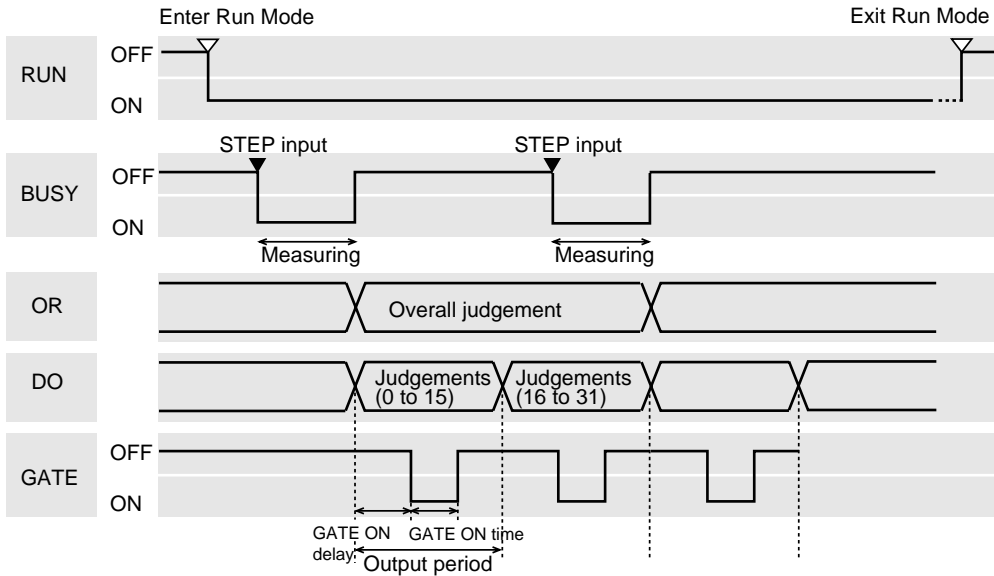 Enter Run Mode
Exit Run Mode
RUN
OFF
ON
STEP input
STEP input
BUSY
OFF
ON
Measuring
Measuring
OR
Overall judgement
DO
Judgements
(0 to 15)
Judgements
(16 to 31)
GATE
OFF
ON
GATE ON
delay
GATE ON time
Output period